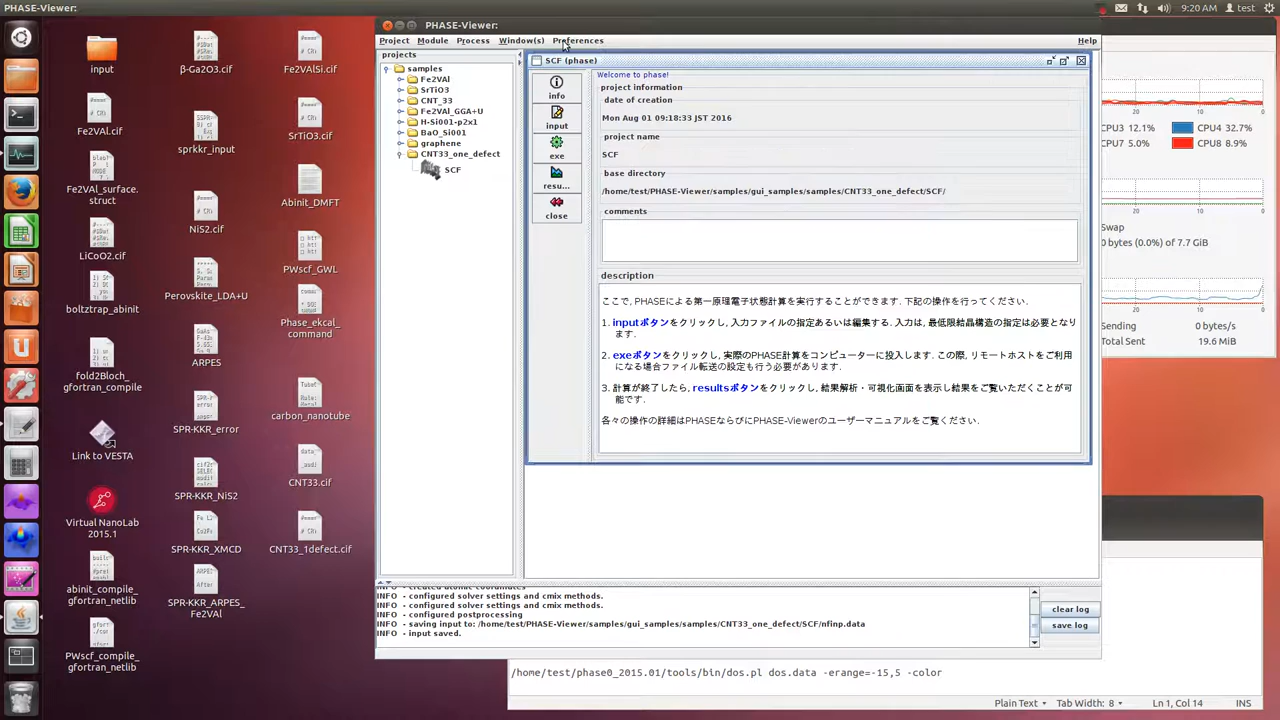 PHASE-Viewer:
9:20 AM
test
PHASE-Viewer:
Project Module Process Window(s) Preferences Help
projects
samples
Fe2VAl
SrTiO3
CNT_33
Fe2VAl_GGA+U
H-Si001-p2x1
BaO_Si001
graphene
CNT33_one_defect
SCF
SCF (phase)
info
input
exe
resu...
close
Welcome to phase!
project information
date of creation
Mon Aug 01 09:18:33 JST 2016
project name
SCF
base directory
/home/test/PHASE-Viewer/samples/gui_samples/samples/CNT33_one_defect/SCF/
comments
description
ここで, PHASEによる第一原理電子状態計算を実行することができます. 下記の操作を行ってください.
1. inputボタンをクリックし, 入力ファイルの指定あるいは編集する. 入力は, 最低限結晶構造の指定は必要となり
ます.
2. exeボタンをクリックし, 実際のPHASE計算をコンピューターに投入します. この際, リモートホストをご利用
になる場合ファイル転送の設定も行う必要があります.
3. 計算が終了したら, resultsボタンをクリックし, 結果解析・可視化画面を表示し結果をご覧いただくことが可
能です.
各々の操作の詳細はPHASEならびにPHASE-Viewerのユーザーマニュアルをご覧ください.
INFO - created atomic coordinates
INFO - configured solver settings and cmix methods.
INFO - configured solver settings and cmix methods.
INFO - configured postprocessing
INFO - saving input to: /home/test/PHASE-Viewer/samples/gui_samples/samples/CNT33_one_defect/SCF/nfinp.data
INFO - input saved.
clear log
save log
input
Fe2VAl.cif
Fe2VAl_surface.
struct
LiCoO2.cif
boltztrap_abinit
fold2Bloch_
gfortran_compile
Link to VESTA
Virtual NanoLab
2015.1
abinit_compile_
gfortran_netlib
PWscf_compile_
gfortran_netlib
β-Ga2O3.cif
sprkkr_input
NiS2.cif
Perovskite_LDA+U
ARPES
SPR-KKR_error
SPR-KKR_NiS2
SPR-KKR_XMCD
SPR-KKR_ARPES_
Fe2VAl
Fe2VAlSi.cif
SrTiO3.cif
Abinit_DMFT
PWscf_GWL
Phase_ekcal_
command
carbon_nanotube
CNT33.cif
CNT33_1defect.cif
CPU3 12.1% CPU4 32.7%
CPU7 5.0% CPU8 8.9%
20 10 0
Swap
0 bytes (0.0%) of 7.7 GiB
20 10 0
Sending 0 bytes/s
Total Sent 19.6 MiB
/home/test/phase0_2015.01/tools/bin/dos.pl dos.data -erange=-15,5 -color
Plain Text Tab Width: 8 Ln 1, Col 14 INS